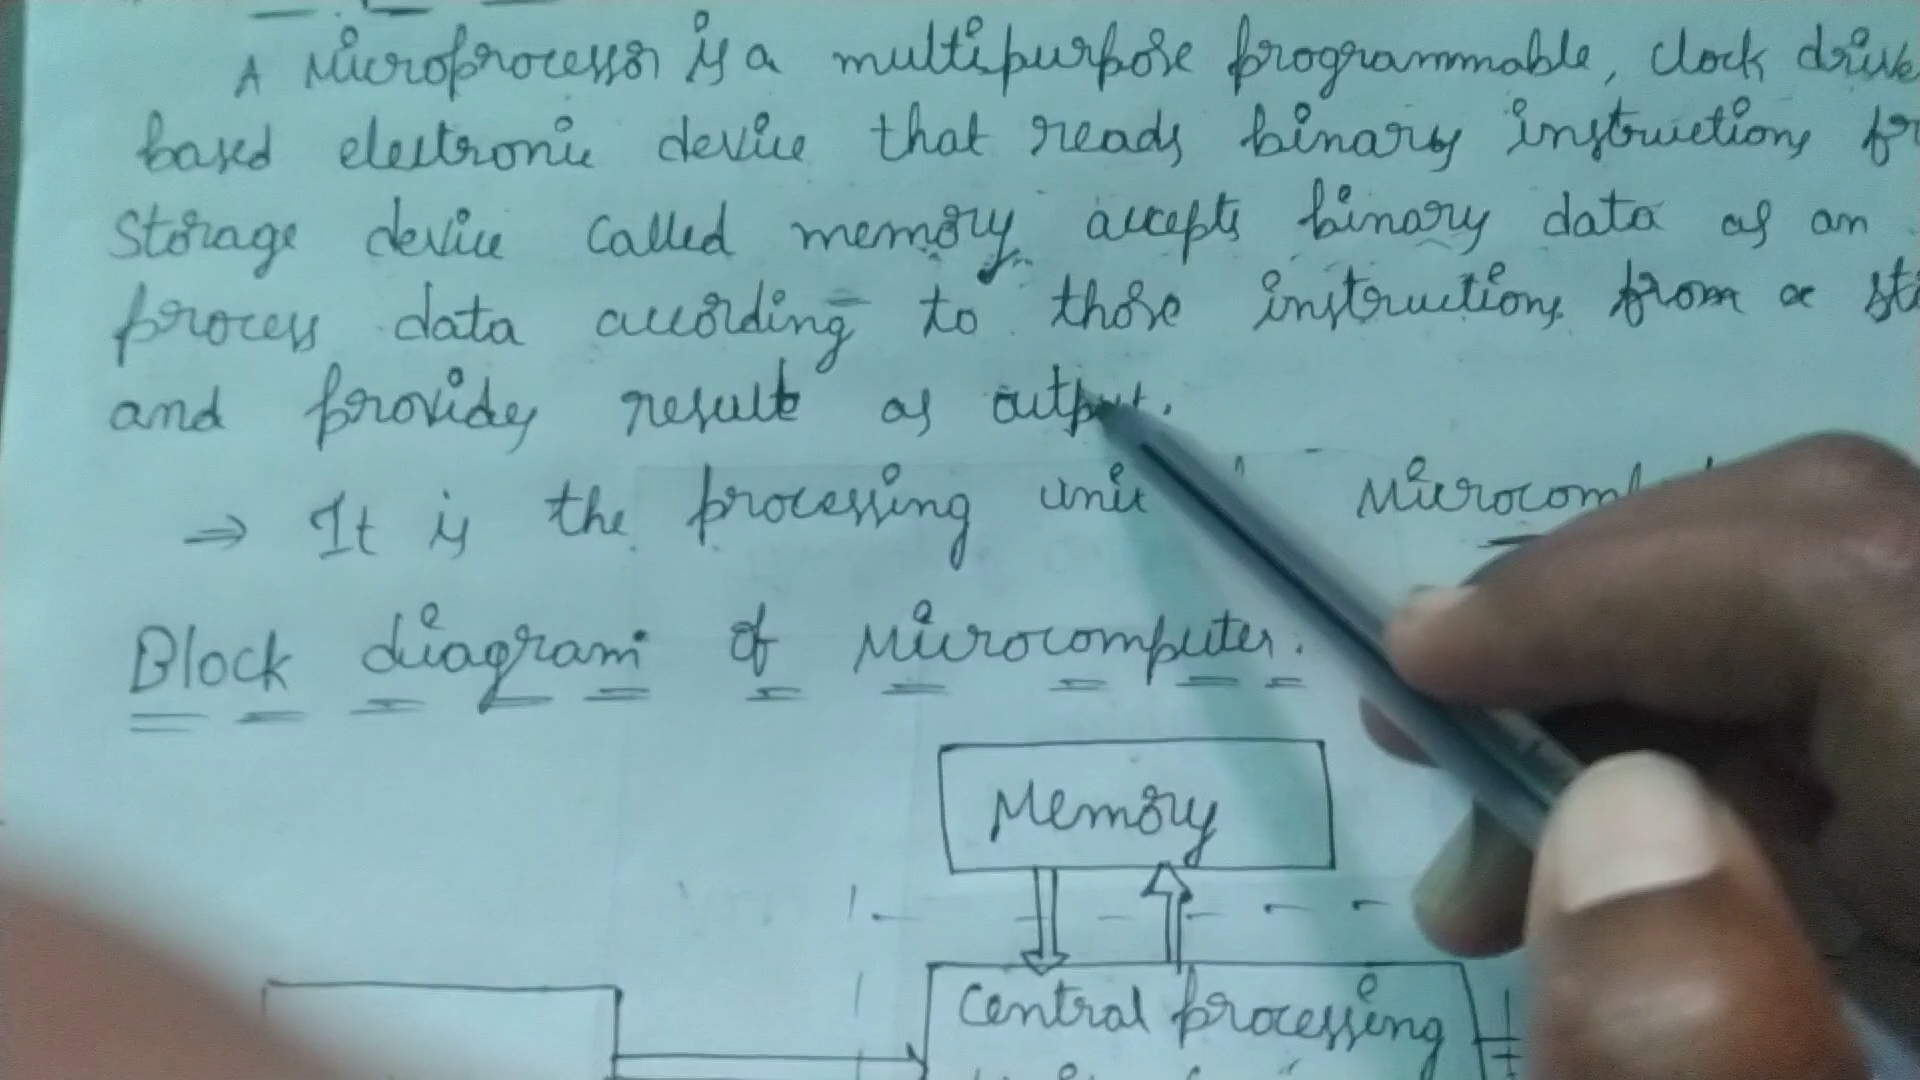 A Microprocessor is a multipurpose programmable, clock drive
based electronic device that reads binary instructions fr
Storage device called memory accepts binary data as an
process data according to those instructions from a st
and provides result as output.
⇒ It is the processing unit Microcomp
Block diagram of Microcomputer.
Memory
Central processing